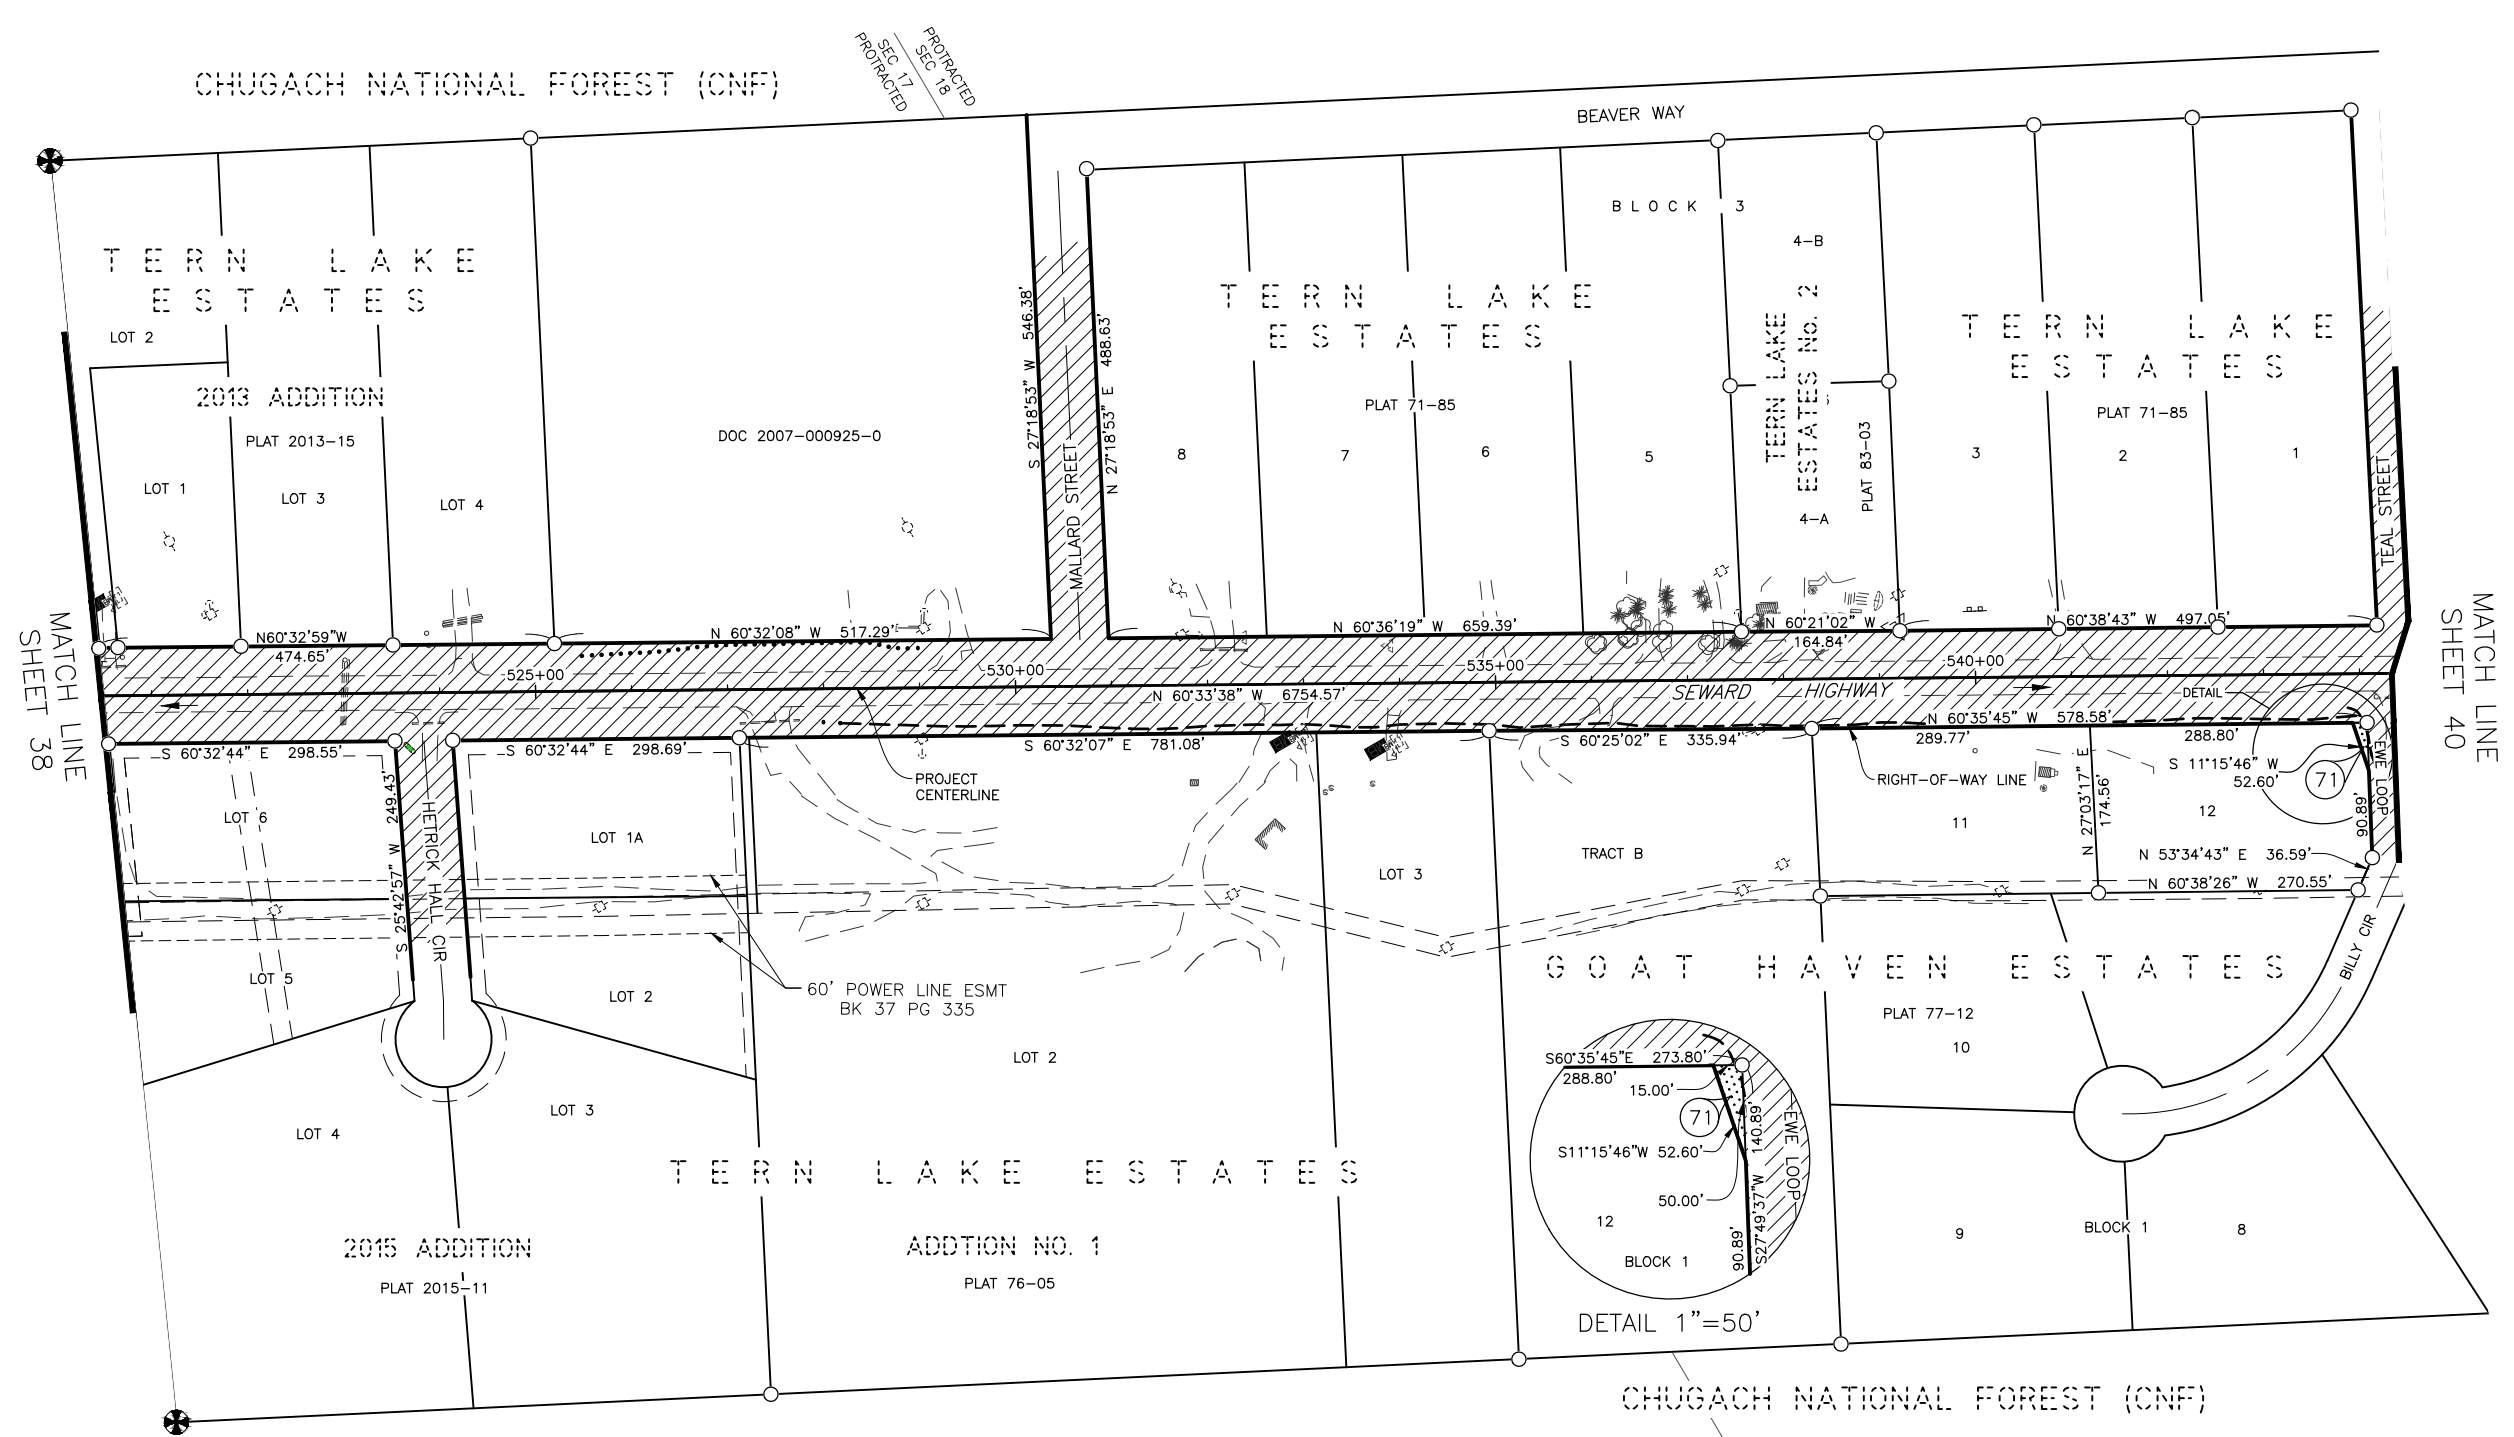 CHUGACH NATIONAL FOREST (CNF)
PROTRACTED
SEC 17
PROTRACTED
SEC 18
BEAVER WAY
BLOCK 3
4-B
TERN LAKE
ESTATES
LOT 2
2013 ADDITION
PLAT 2013-15
LOT 1
LOT 3
LOT 4
DOC 2007-000925-0
S 27°18'53" W 546.38'
MALLARD STREET
N 27°18'53" E 488.63'
TERN LAKE
ESTATES
PLAT 71-85
8
7
6
5
TERN LAKE
ESTATES No. 2
PLAT 83-03
4-A
TERN LAKE
ESTATES
PLAT 71-85
3
2
1
TEAL STREET
MATCH LINE
SHEET 38
MATCH LINE
SHEET 40
N60°32'59"W
474.65'
N 60°32'08" W 517.29'
N 60°36'19" W 659.39'
N 60°21'02" W
164.84'
N 60°38'43" W 497.05'
525+00
530+00
535+00
540+00
N 60°33'38" W 6754.57'
SEWARD HIGHWAY
DETAIL
S 60°32'44" E 298.55'
S 60°32'44" E 298.69'
S 60°32'07" E 781.08'
S 60°25'02" E 335.94'
N 60°35'45" W 578.58'
289.77'
288.80'
PROJECT
CENTERLINE
RIGHT-OF-WAY LINE
S 11°15'46" W
52.60'
71
EWE LOOP
90.89'
N 27°03'17" E
174.56'
LOT 6
249.43'
S 25°42'57" W
HETRICK HALL CIR
LOT 1A
LOT 3
TRACT B
11
12
N 53°34'43" E 36.59'
N 60°38'26" W 270.55'
BILLY CIR
LOT 5
LOT 2
60' POWER LINE ESMT
BK 37 PG 335
GOAT HAVEN ESTATES
PLAT 77-12
10
LOT 2
LOT 3
LOT 4
TERN LAKE ESTATES
2015 ADDITION
PLAT 2015-11
ADDTION NO. 1
PLAT 76-05
S60°35'45"E 273.80'
288.80'
15.00'
71
S11°15'46"W 52.60'
50.00'
140.89'
EWE LOOP
S27°49'37"W
90.89'
12
BLOCK 1
DETAIL 1"=50'
9
BLOCK 1
8
CHUGACH NATIONAL FOREST (CNF)